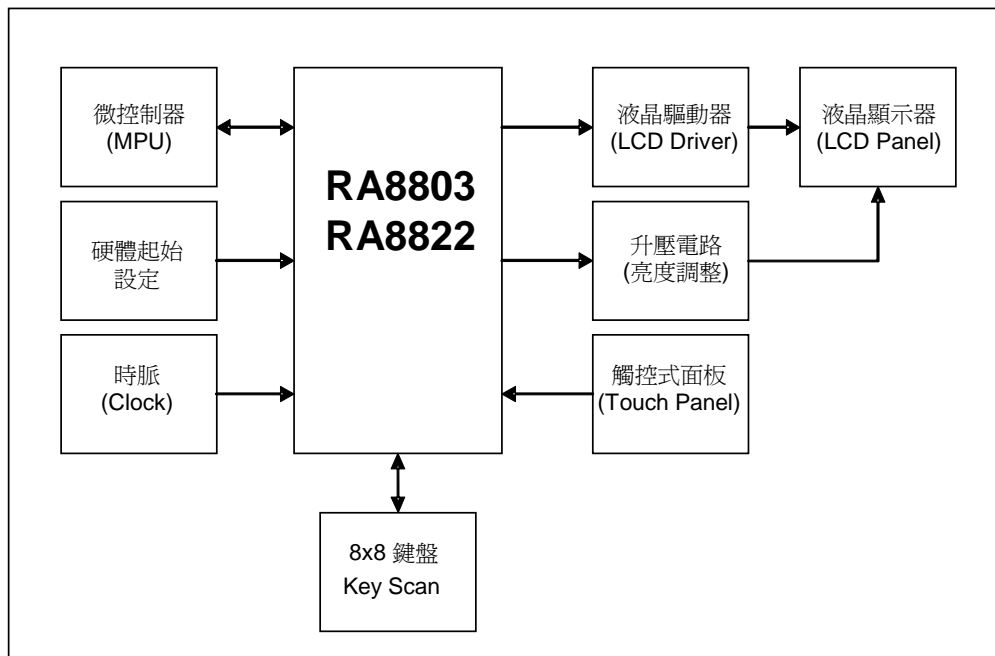 微控制器
(MPU)
硬體起始
設定
時脈
(Clock)
RA8803
RA8822
8x8 鍵盤
Key Scan
液晶驅動器
(LCD Driver)
液晶顯示器
(LCD Panel)
升壓電路
(亮度調整)
觸控式面板
(Touch Panel)